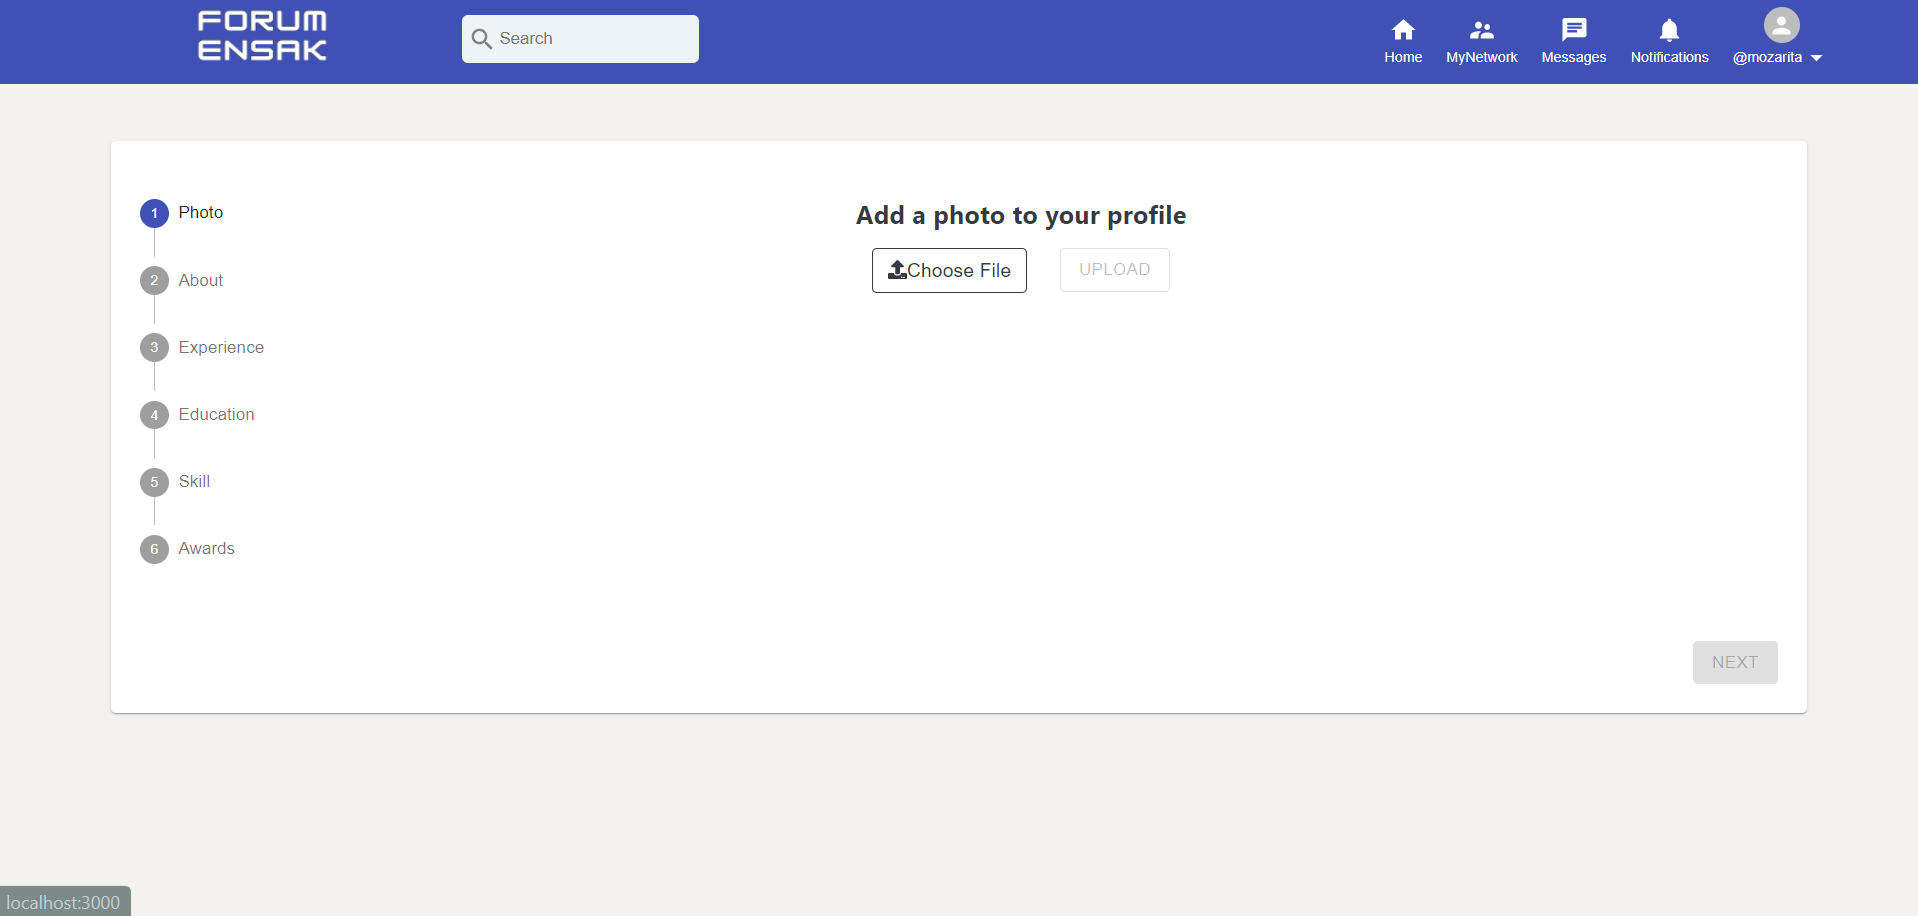 FORUM
ENSAK
Search
Home
MyNetwork
Messages
Notifications
@mozarita
1 Photo
2 About
3 Experience
4 Education
5 Skill
6 Awards
Add a photo to your profile
Choose File
UPLOAD
NEXT
localhost:3000